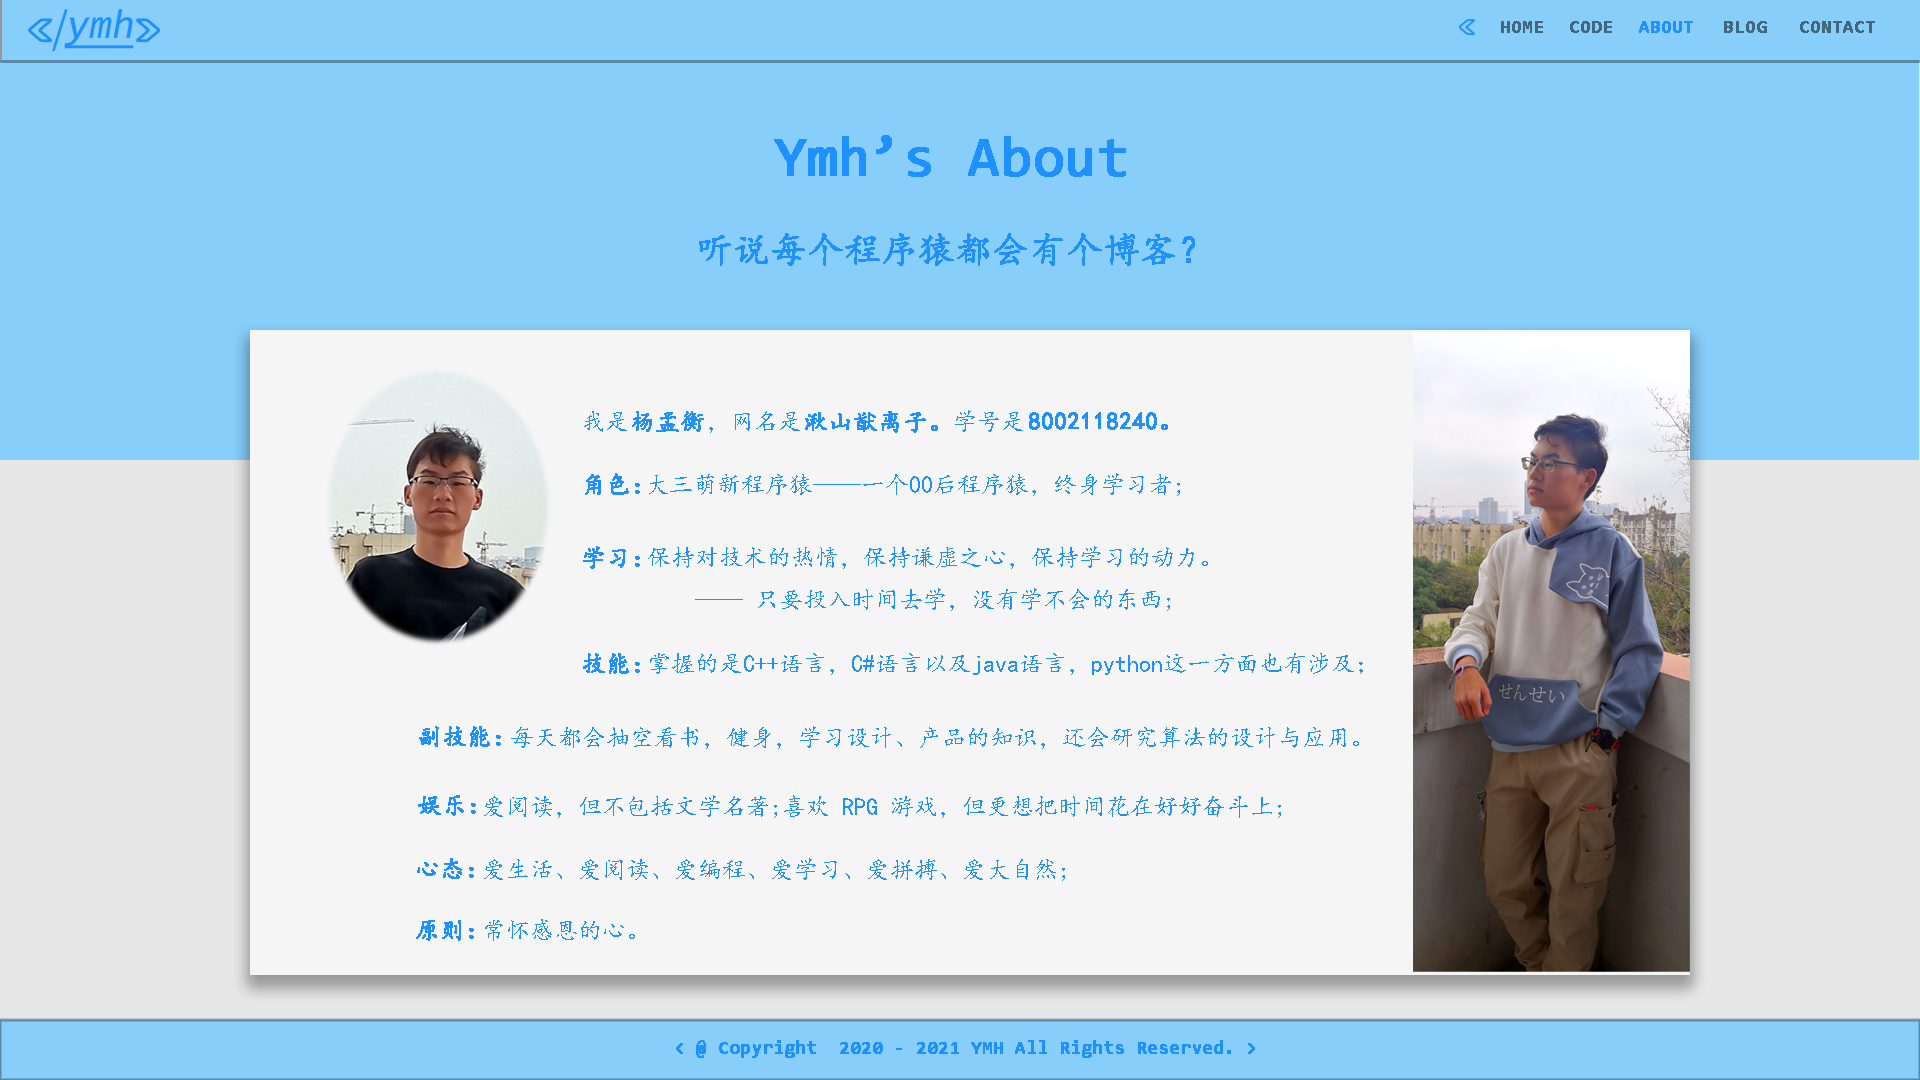 </ymh>
HOME CODE ABOUT BLOG CONTACT
Ymh's About
听说每个程序猿都会有个博客?
我是杨孟衡，网名是湫山猷离子。学号是8002118240。
角色:大三萌新程序猿——一个00后程序猿，终身学习者;
学习:保持对技术的热情，保持谦虚之心，保持学习的动力。
—— 只要投入时间去学，没有学不会的东西;
技能:掌握的是C++语言，C#语言以及java语言，python这一方面也有涉及;
副技能:每天都会抽空看书，健身，学习设计、产品的知识，还会研究算法的设计与应用。
娱乐:爱阅读，但不包括文学名著;喜欢 RPG 游戏，但更想把时间花在好好奋斗上;
心态:爱生活、爱阅读、爱编程、爱学习、爱拼搏、爱大自然;
原则:常怀感恩的心。
せんせい
< @ Copyright 2020 - 2021 YMH All Rights Reserved. >